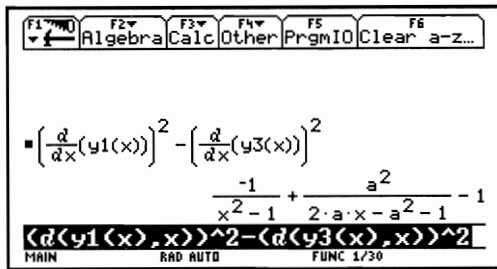 F1 F2 F3 F4 F5 F6
Algebra Calc Other PrgmIO Clear a-z…
▪(d/dx(y1(x)))^2 - (d/dx(y3(x)))^2
-1/(x^2 - 1) + a^2/(2·a·x - a^2 - 1) - 1
(d(y1(x),x))^2-(d(y3(x),x))^2
MAIN RAD AUTO FUNC 1/30